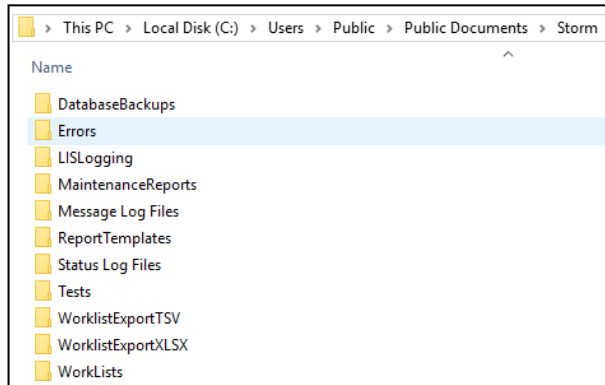 This PC > Local Disk (C:) > Users > Public > Public Documents > Storm
Name
DatabaseBackups
Errors
LISLogging
MaintenanceReports
Message Log Files
ReportTemplates
Status Log Files
Tests
WorklistExportTSV
WorklistExportXLSX
WorkLists